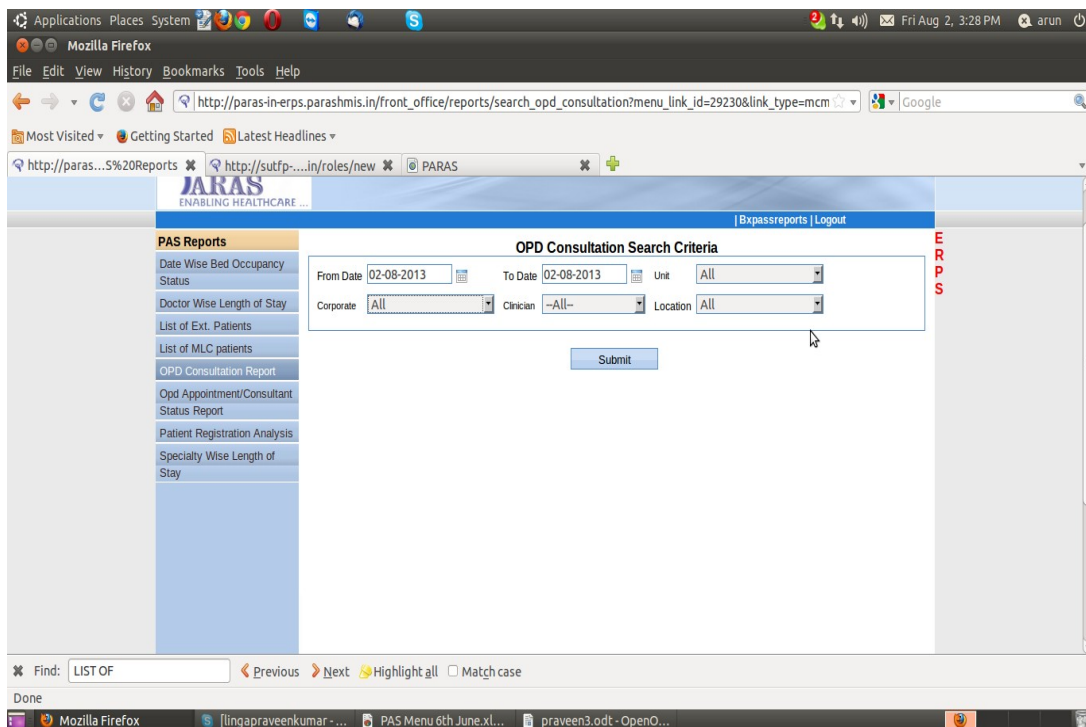 Applications Places System
2
Fri Aug 2, 3:28 PM arun
Mozilla Firefox
File Edit View History Bookmarks Tools Help
http://paras-in-erps.parashmis.in/front_office/reports/search_opd_consultation?menu_link_id=29230&link_type=mcm
Google
Most Visited Getting Started Latest Headlines
http://paras...S%20Reports http://sutfp-....in/roles/new PARAS
PARAS
ENABLING HEALTHCARE ...
| Bxpassreports | Logout
PAS Reports
Date Wise Bed Occupancy
Status
Doctor Wise Length of Stay
List of Ext. Patients
List of MLC patients
OPD Consultation Report
Opd Appointment/Consultant
Status Report
Patient Registration Analysis
Specialty Wise Length of
Stay
OPD Consultation Search Criteria
From Date 02-08-2013 To Date 02-08-2013 Unit All
Corporate All Clinician --All-- Location All
Submit
E
R
P
S
Find: LIST OF Previous Next Highlight all Match case
Done
Mozilla Firefox [lingapraveenkumar - ... PAS Menu 6th June.xl... praveen3.odt - OpenO...